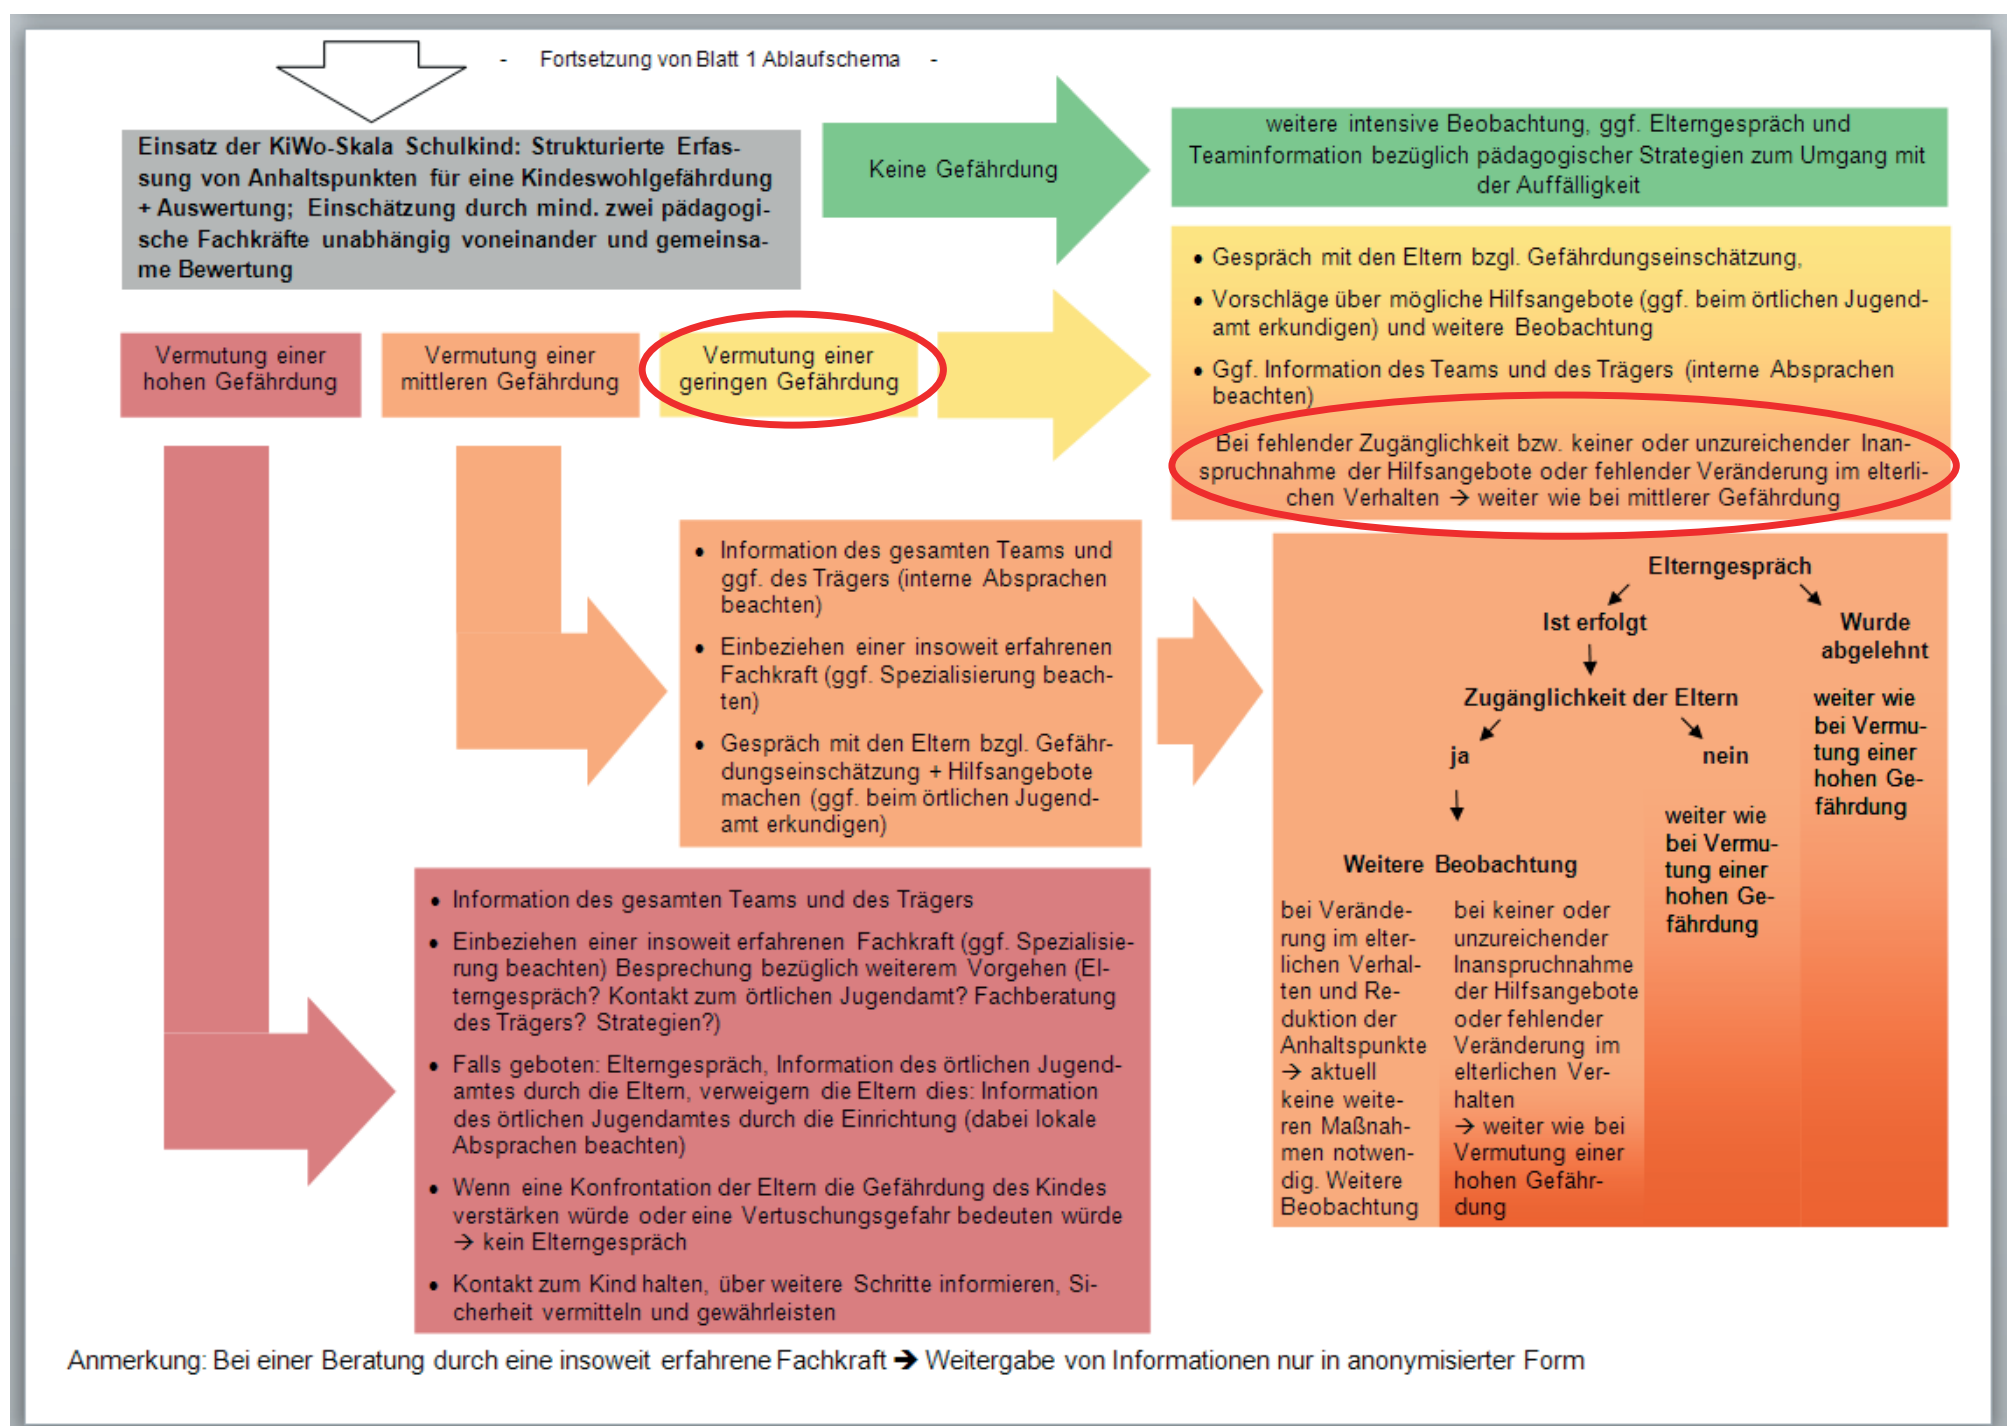 - Fortsetzung von Blatt 1 Ablaufschema -
Einsatz der KiWo-Skala Schulkind: Strukturierte Erfas-
sung von Anhaltspunkten für eine Kindeswohlgefährdung
+ Auswertung; Einschätzung durch mind. zwei pädagogi-
sche Fachkräfte unabhängig voneinander und gemeinsa-
me Bewertung
Keine Gefährdung
weitere intensive Beobachtung, ggf. Elterngespräch und
Teaminformation bezüglich pädagogischer Strategien zum Umgang mit
der Auffälligkeit
Vermutung einer
hohen Gefährdung
Vermutung einer
mittleren Gefährdung
Vermutung einer
geringen Gefährdung
• Gespräch mit den Eltern bzgl. Gefährdungseinschätzung,
• Vorschläge über mögliche Hilfsangebote (ggf. beim örtlichen Jugend-
amt erkundigen) und weitere Beobachtung
• Ggf. Information des Teams und des Trägers (interne Absprachen
beachten)
Bei fehlender Zugänglichkeit bzw. keiner oder unzureichender Inan-
spruchnahme der Hilfsangebote oder fehlender Veränderung im elterli-
chen Verhalten → weiter wie bei mittlerer Gefährdung
• Information des gesamten Teams und
ggf. des Trägers (interne Absprachen
beachten)
• Einbeziehen einer insoweit erfahrenen
Fachkraft (ggf. Spezialisierung beach-
ten)
• Gespräch mit den Eltern bzgl. Gefähr-
dungseinschätzung + Hilfsangebote
machen (ggf. beim örtlichen Jugend-
amt erkundigen)
Elterngespräch
Ist erfolgt
Wurde
abgelehnt
Zugänglichkeit der Eltern
weiter wie
bei Vermu-
tung einer
hohen Ge-
fährdung
ja
nein
weiter wie
bei Vermu-
tung einer
hohen Ge-
fährdung
Weitere Beobachtung
bei Verände-
rung im elter-
lichen Verhal-
ten und Re-
duktion der
Anhaltspunkte
→ aktuell
keine weite-
ren Maßnah-
men notwen-
dig. Weitere
Beobachtung
bei keiner oder
unzureichender
Inanspruchnahme
der Hilfsangebote
oder fehlender
Veränderung im
elterlichen Ver-
halten
→ weiter wie bei
Vermutung einer
hohen Gefähr-
dung
• Information des gesamten Teams und des Trägers
• Einbeziehen einer insoweit erfahrenen Fachkraft (ggf. Spezialisie-
rung beachten) Besprechung bezüglich weiterem Vorgehen (El-
terngespräch? Kontakt zum örtlichen Jugendamt? Fachberatung
des Trägers? Strategien?)
• Falls geboten: Elterngespräch, Information des örtlichen Jugend-
amtes durch die Eltern, verweigern die Eltern dies: Information
des örtlichen Jugendamtes durch die Einrichtung (dabei lokale
Absprachen beachten)
• Wenn eine Konfrontation der Eltern die Gefährdung des Kindes
verstärken würde oder eine Vertuschungsgefahr bedeuten würde
→ kein Elterngespräch
• Kontakt zum Kind halten, über weitere Schritte informieren, Si-
cherheit vermitteln und gewährleisten
Anmerkung: Bei einer Beratung durch eine insoweit erfahrene Fachkraft ➔ Weitergabe von Informationen nur in anonymisierter Form